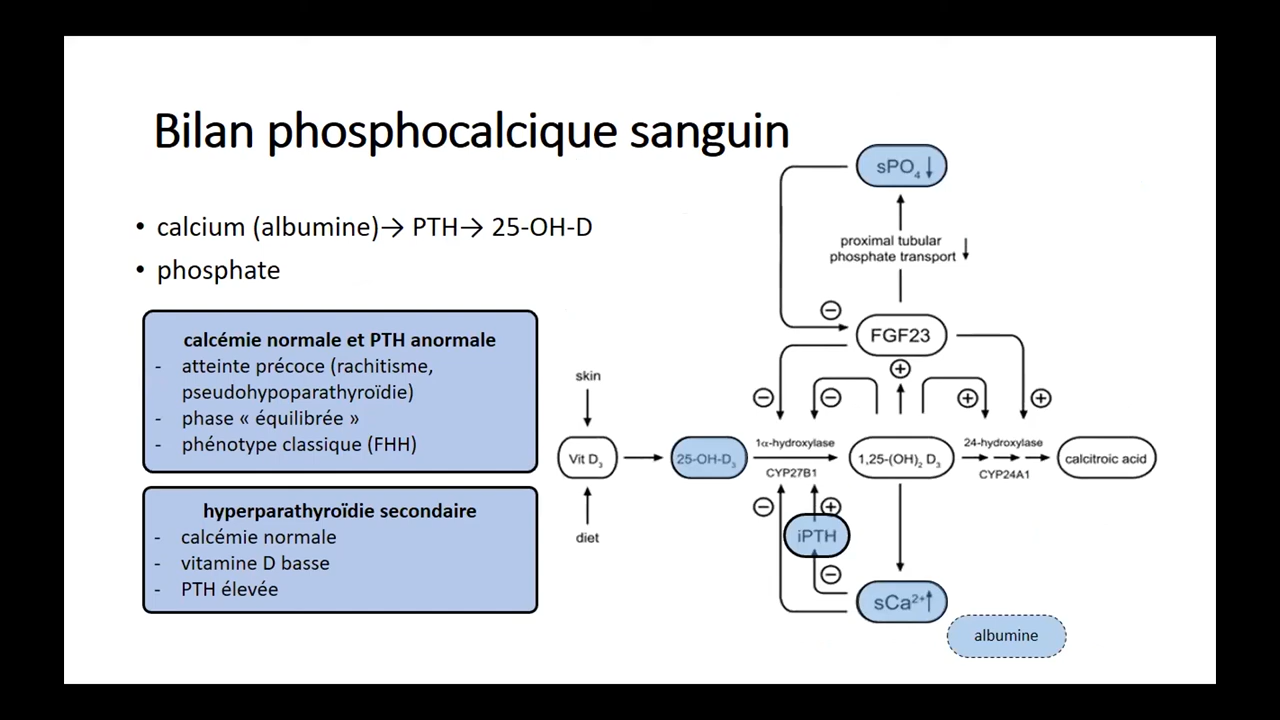 Bilan phosphocalcique sanguin
• calcium (albumine)→ PTH→ 25-OH-D
• phosphate
calcémie normale et PTH anormale
- atteinte précoce (rachitisme,
pseudohypoparathyroïdie)
- phase « équilibrée »
- phénotype classique (FHH)
hyperparathyroïdie secondaire
- calcémie normale
- vitamine D basse
- PTH élevée
sPO₄↓
proximal tubular
phosphate transport ↓
−
FGF23
+
− − + +
skin
Vit D₃
diet
25-OH-D₃
1α-hydroxylase
CYP27B1
1,25-(OH)₂ D₃
24-hydroxylase
CYP24A1
calcitroic acid
− +
iPTH
−
sCa²⁺↑
albumine